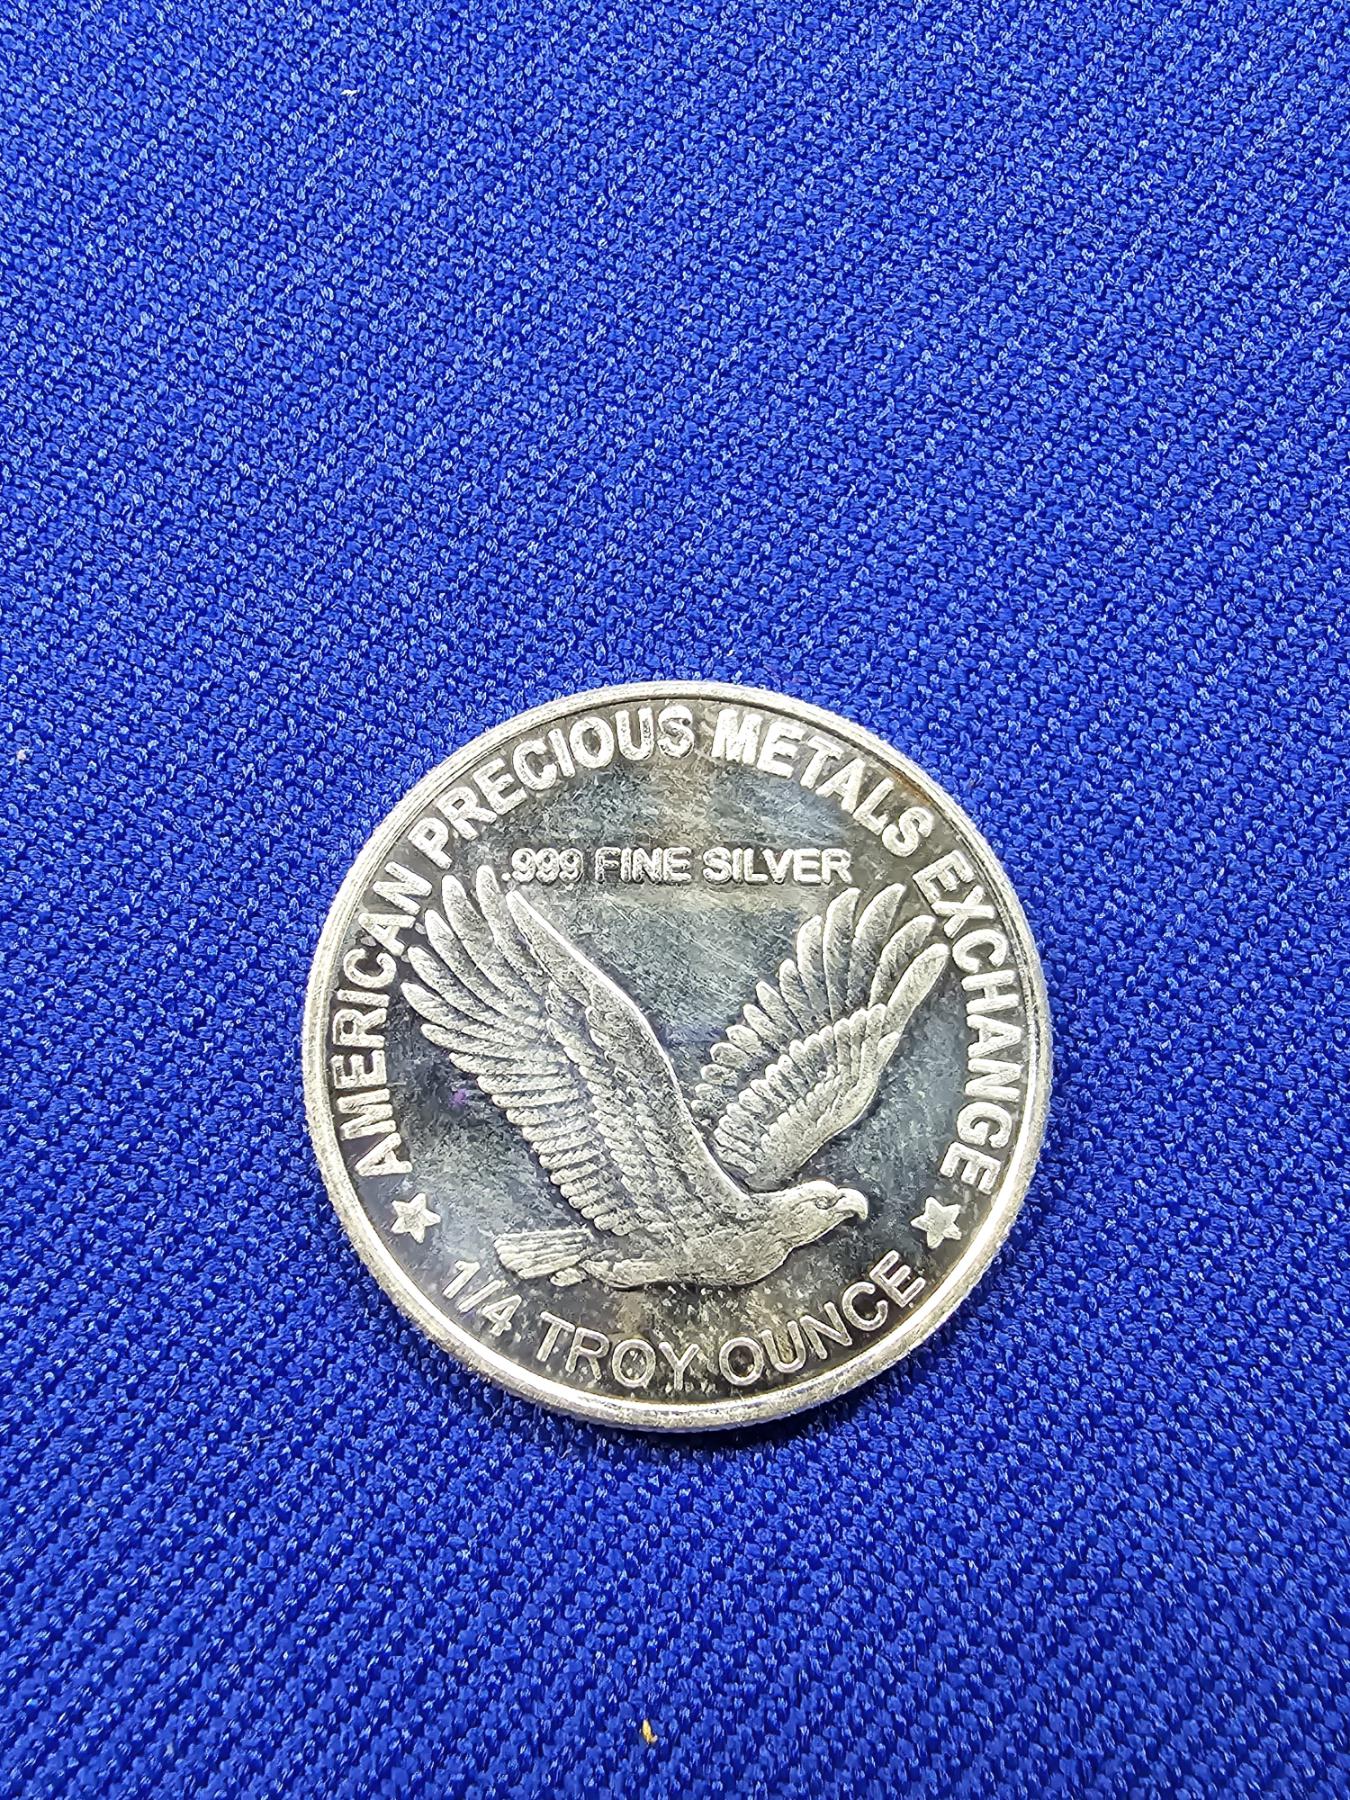 AMERICAN PRECIOUS METALS EXCHANGE
.999 FINE SILVER
1/4 TROY OUNCE